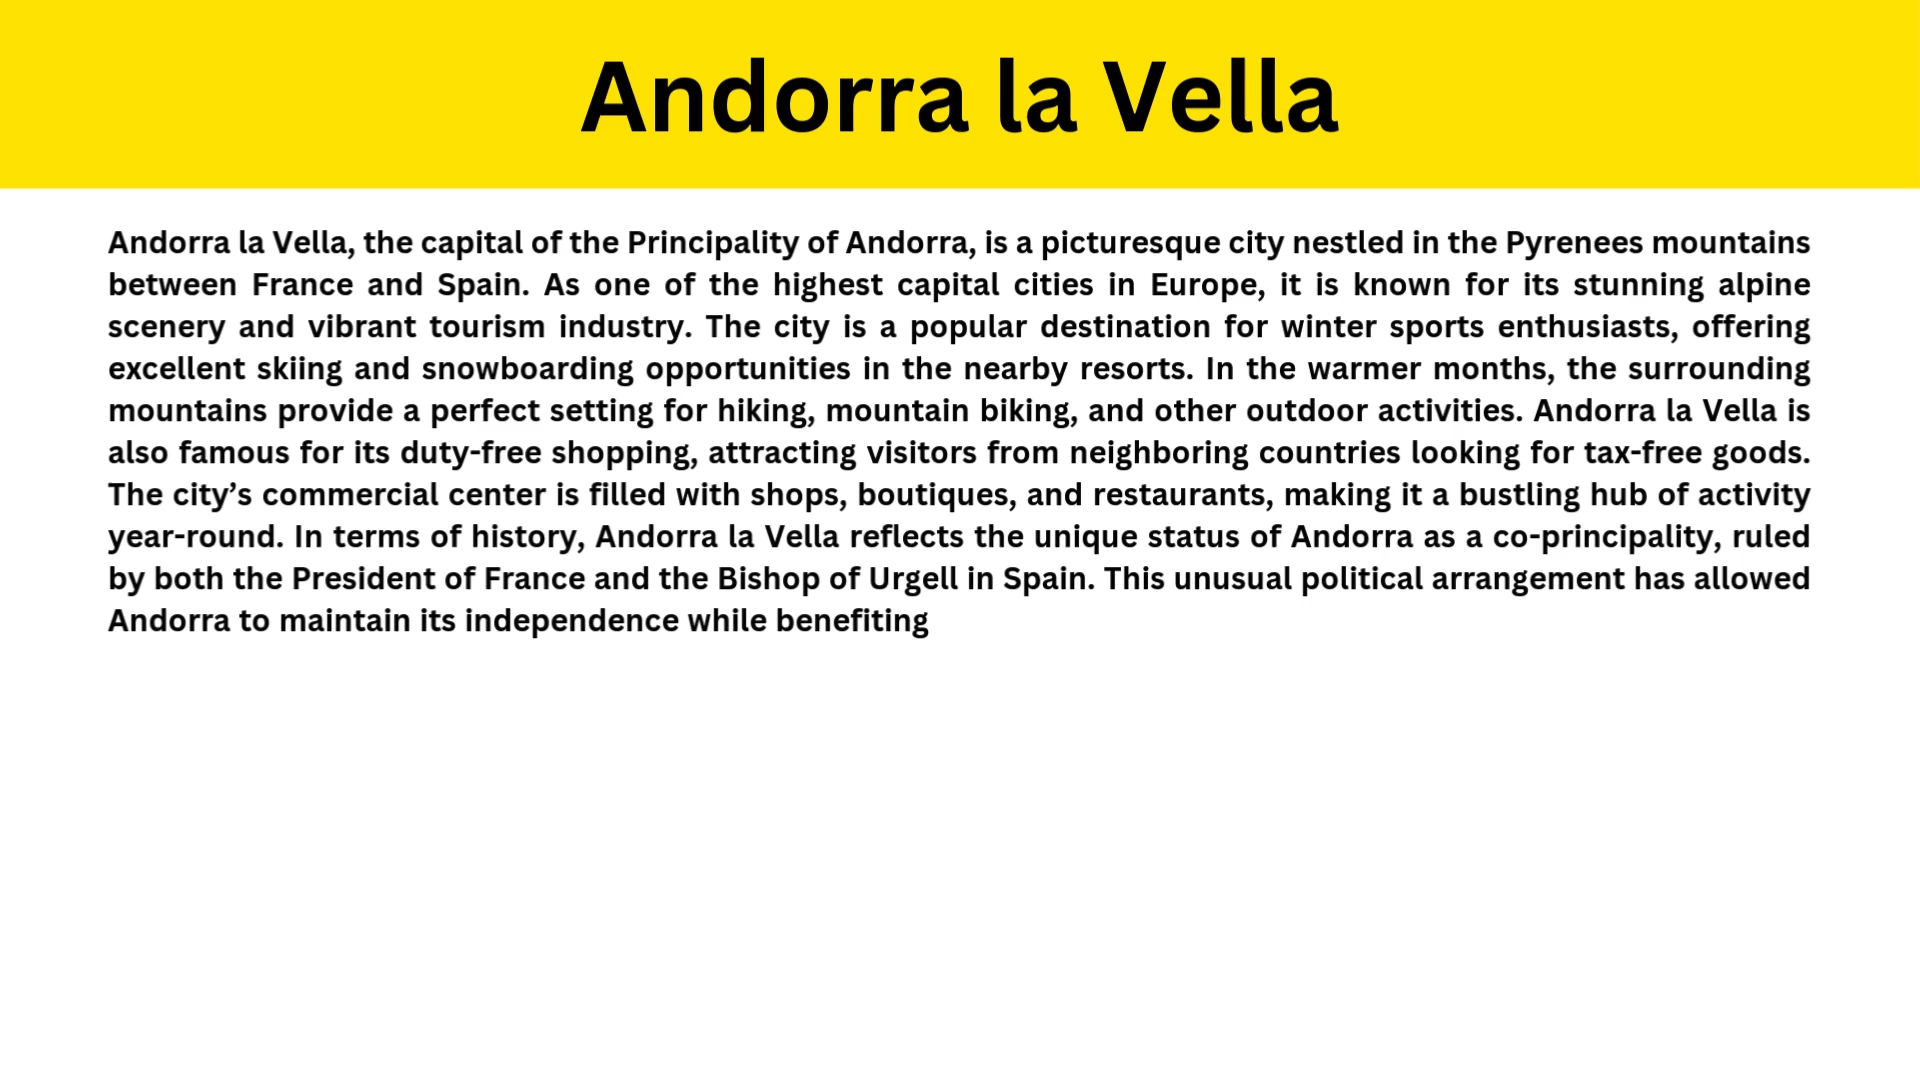 Andorra la Vella
Andorra la Vella, the capital of the Principality of Andorra, is a picturesque city nestled in the Pyrenees mountains
between France and Spain. As one of the highest capital cities in Europe, it is known for its stunning alpine
scenery and vibrant tourism industry. The city is a popular destination for winter sports enthusiasts, offering
excellent skiing and snowboarding opportunities in the nearby resorts. In the warmer months, the surrounding
mountains provide a perfect setting for hiking, mountain biking, and other outdoor activities. Andorra la Vella is
also famous for its duty-free shopping, attracting visitors from neighboring countries looking for tax-free goods.
The city’s commercial center is filled with shops, boutiques, and restaurants, making it a bustling hub of activity
year-round. In terms of history, Andorra la Vella reflects the unique status of Andorra as a co-principality, ruled
by both the President of France and the Bishop of Urgell in Spain. This unusual political arrangement has allowed
Andorra to maintain its independence while benefiting